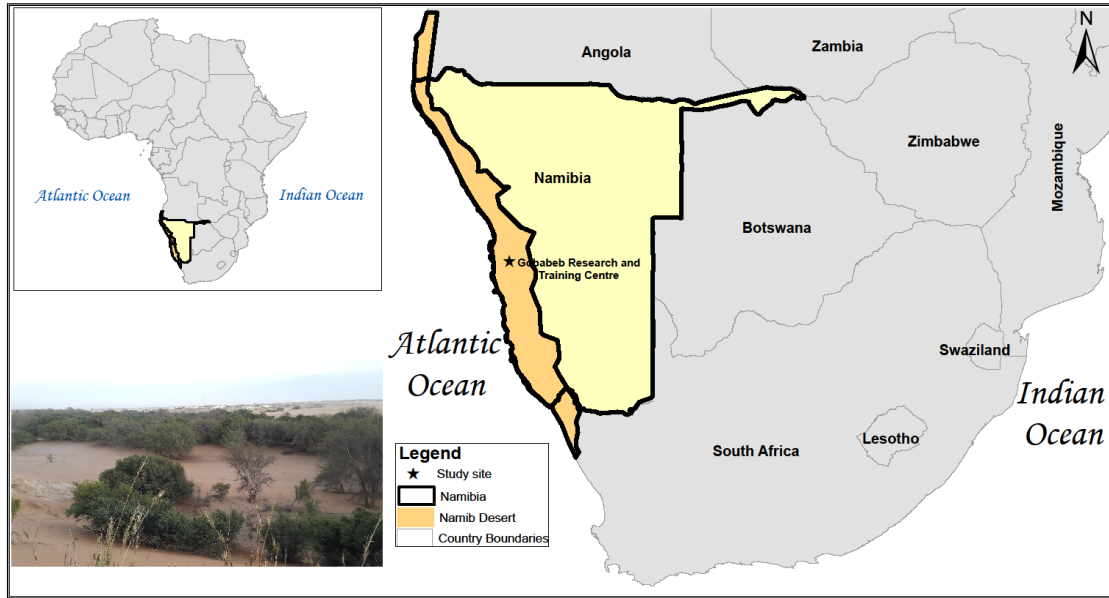 Atlantic Ocean
Indian Ocean
N
Angola
Zambia
Zimbabwe
Mozambique
Namibia
Botswana
Gobabeb Research and
Training Centre
Atlantic
Ocean
Swaziland
Indian
Ocean
Lesotho
South Africa
Legend
Study site
Namibia
Namib Desert
Country Boundaries